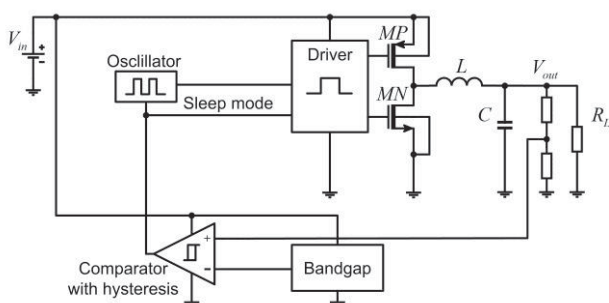 MP
V_in
Driver
Osclillator
L
V_out
MN
Sleep mode
C
R_L
+
-
Comparator
with hysteresis
Bandgap